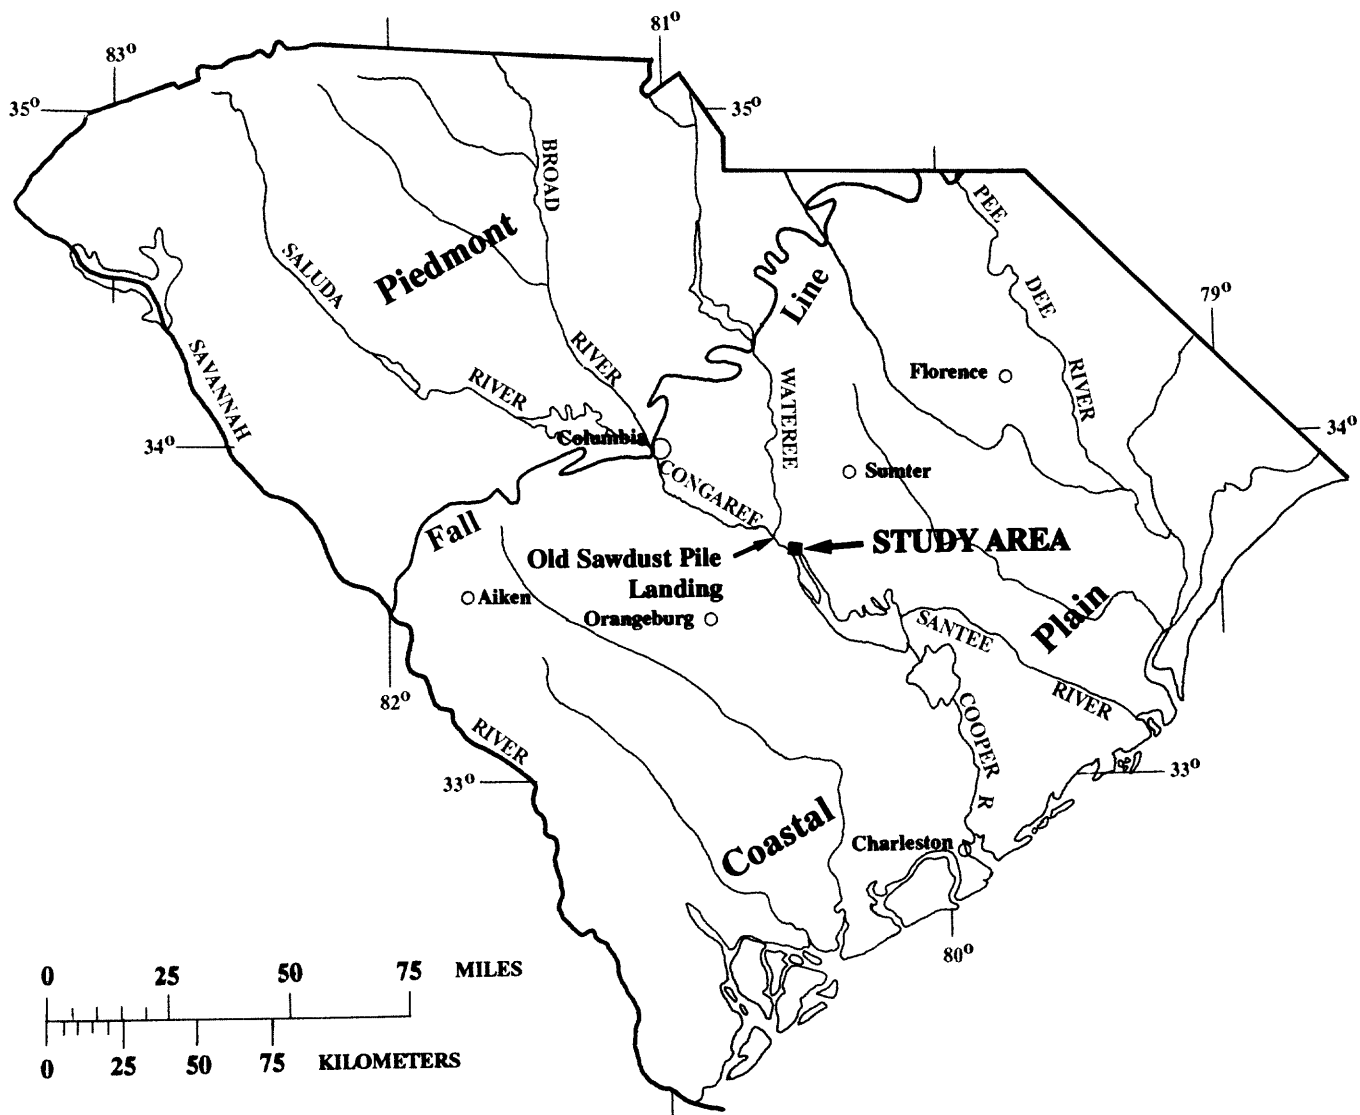 81°
83°
35°
35°
BROAD
PEE
Piedmont
SALUDA
DEE
Line
79°
SAVANNAH
RIVER
RIVER
WATEREE
Florence
RIVER
34°
34°
Columbia
CONGAREE
Sumter
Fall
Old Sawdust Pile
Landing
STUDY AREA
Aiken
Orangeburg
SANTEE
Plain
82°
RIVER
COOPER R
RIVER
33°
33°
Coastal
Charleston
80°
0 25 50 75 MILES
0 25 50 75 KILOMETERS